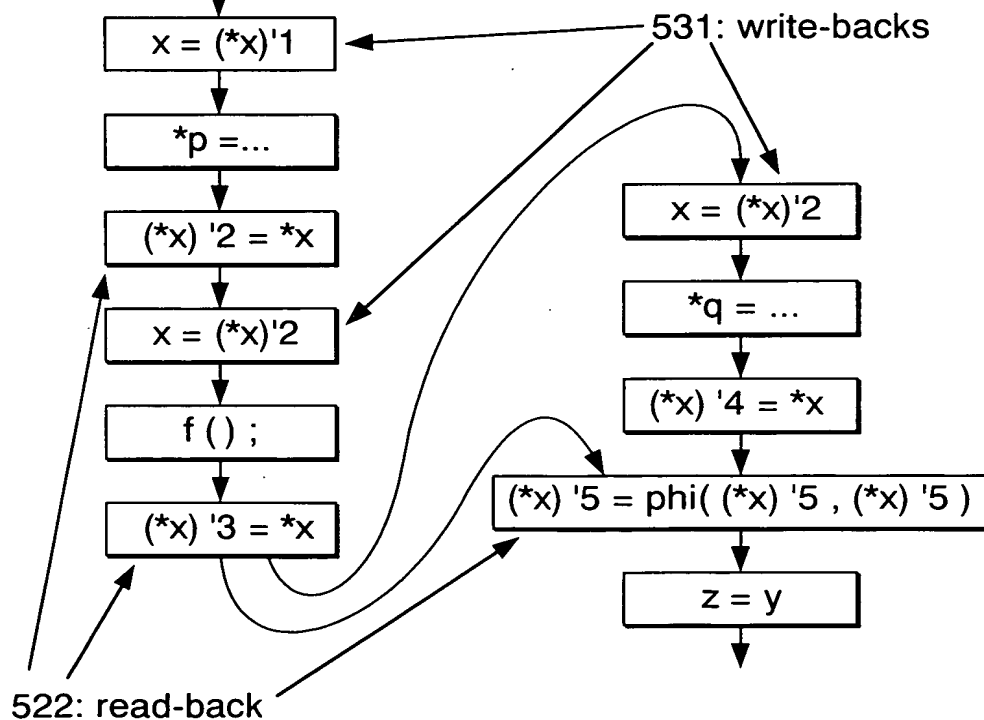 531: write-backs
x = (*x)'1
*p =...
(*x) '2 = *x
x = (*x)'2
f ( ) ;
(*x) '3 = *x
x = (*x)'2
*q = ...
(*x) '4 = *x
(*x) '5 = phi( (*x) '5 , (*x) '5 )
z = y
522: read-back